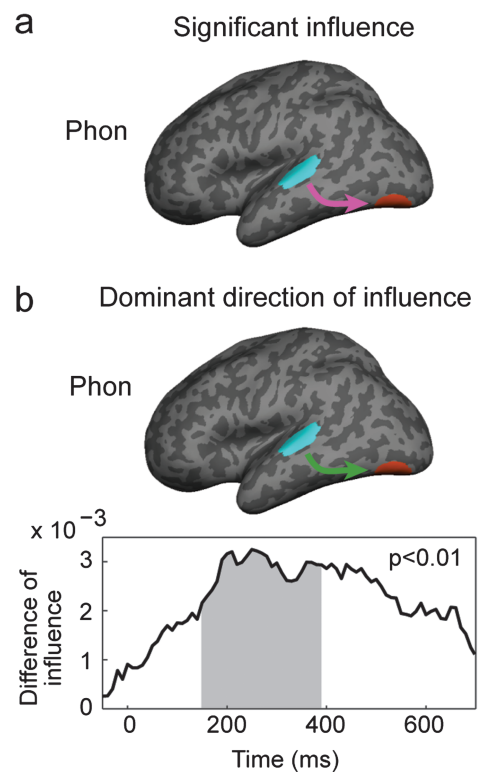 a
Significant influence
Phon
b
Dominant direction of influence
Phon
x 10⁻³
p<0.01
3
2
1
0
Difference of
influence
0 200 400 600
Time (ms)